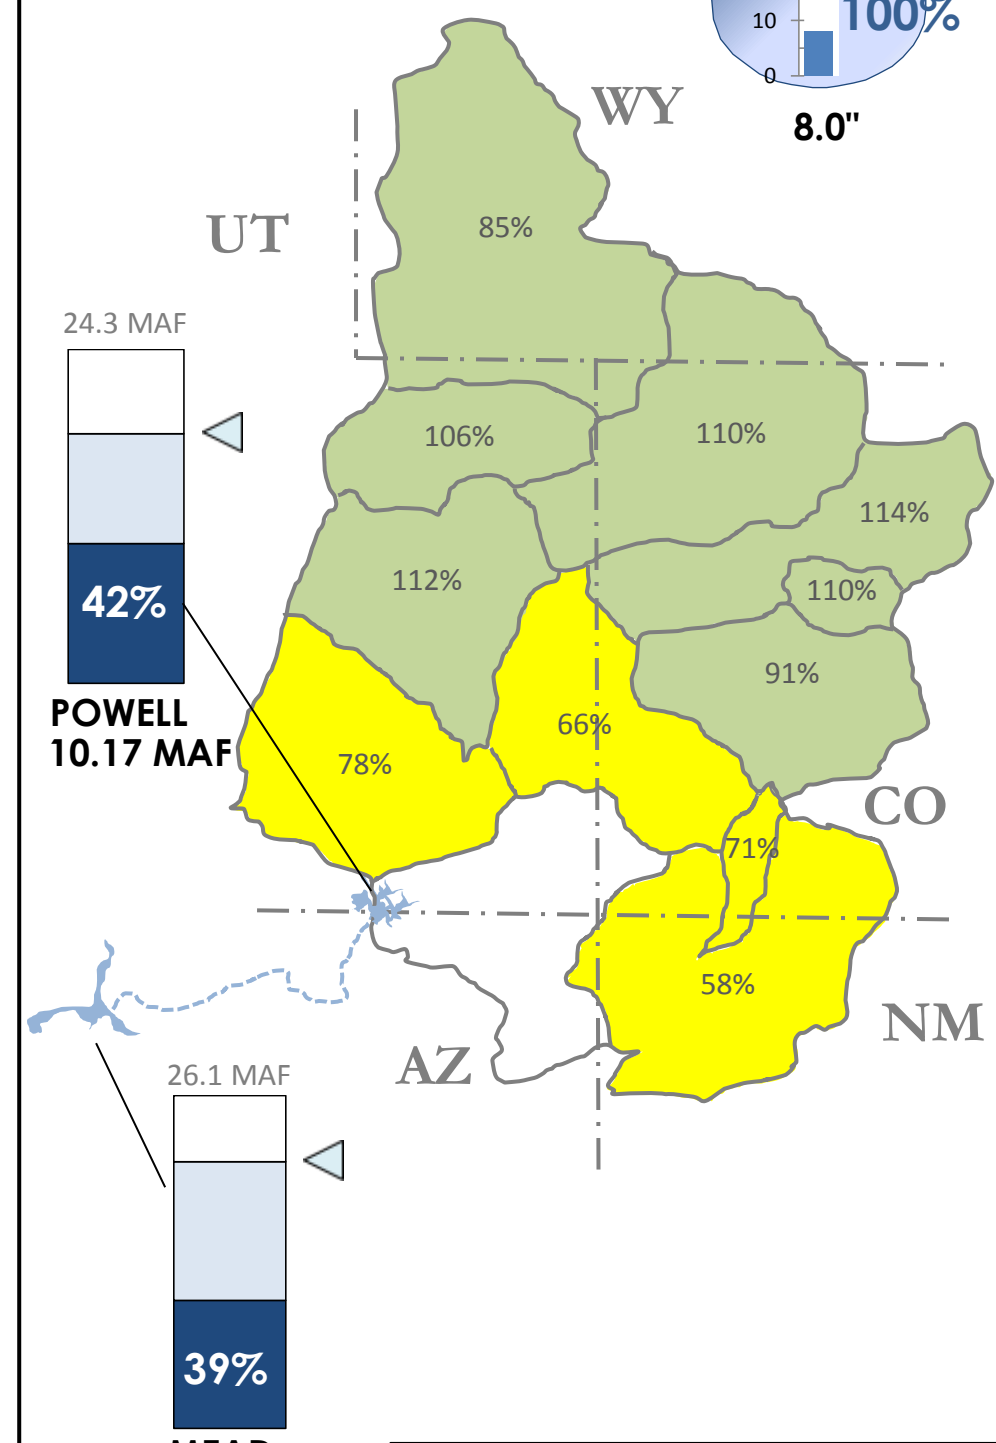 10
100%
0
8.0"
WY
UT
85%
24.3 MAF
106%
110%
114%
112%
110%
42%
91%
POWELL
10.17 MAF
66%
78%
CO
71%
58%
NM
AZ
26.1 MAF
39%
MEAD